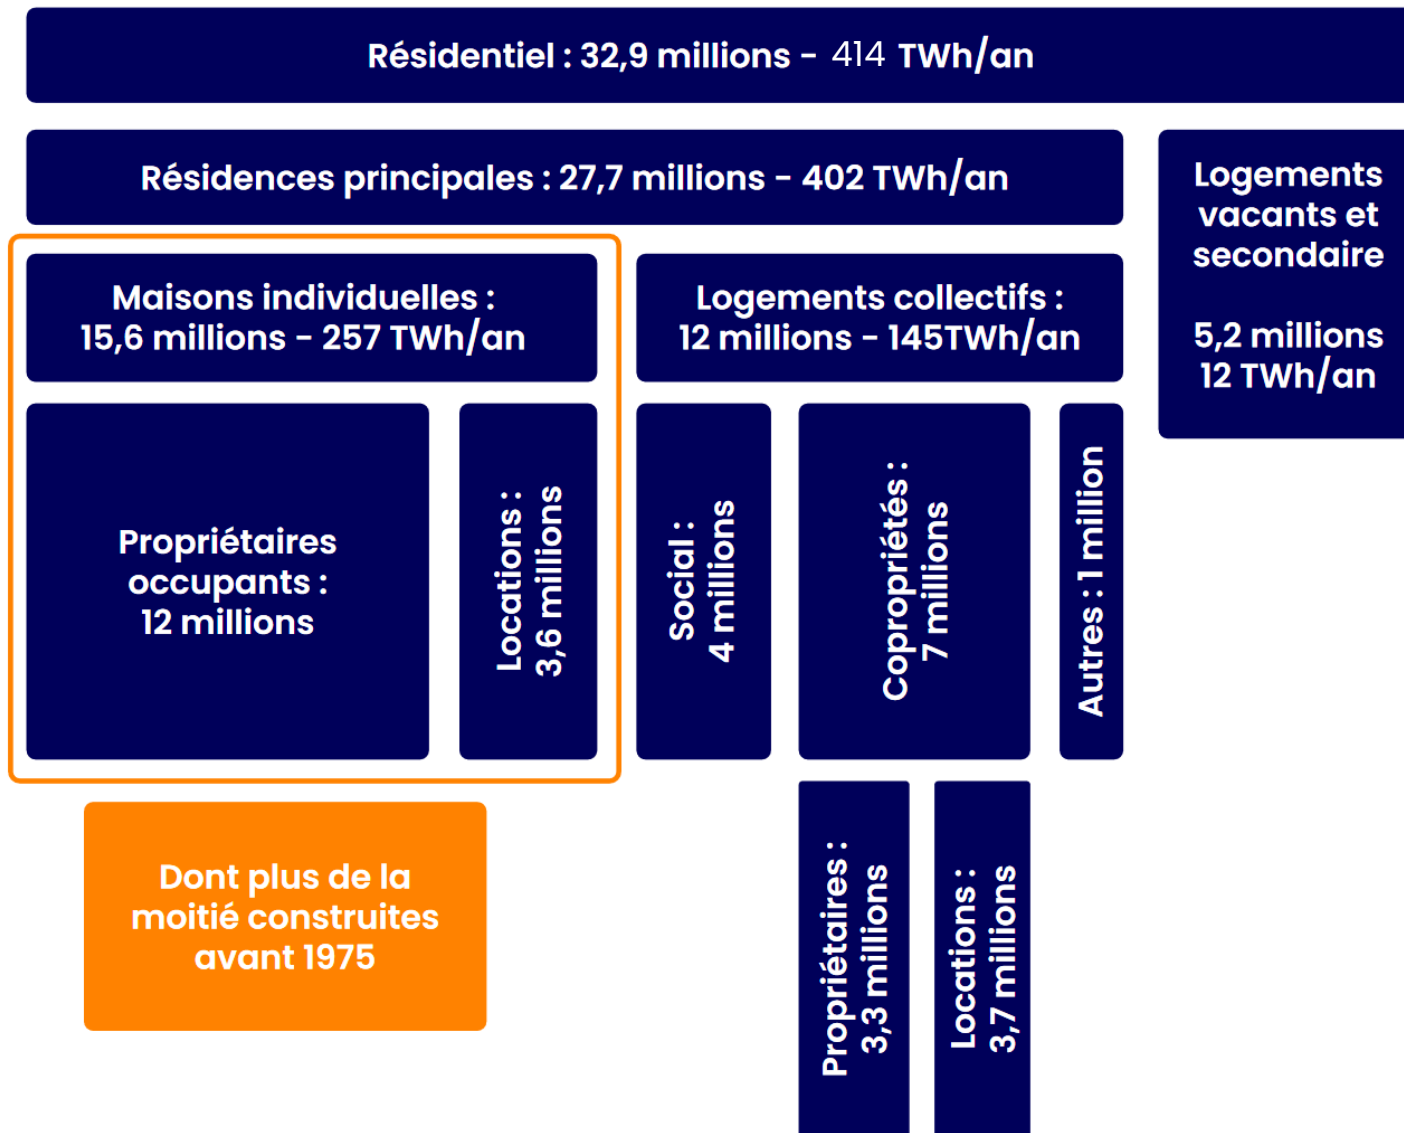 Résidentiel : 32,9 millions – 414 TWh/an
Résidences principales : 27,7 millions – 402 TWh/an
Logements
vacants et
secondaire
5,2 millions
12 TWh/an
Maisons individuelles :
15,6 millions – 257 TWh/an
Logements collectifs :
12 millions – 145TWh/an
Propriétaires
occupants :
12 millions
Locations :
3,6 millions
Social :
4 millions
Copropriétés :
7 millions
Autres : 1 million
Dont plus de la
moitié construites
avant 1975
Propriétaires :
3,3 millions
Locations :
3,7 millions